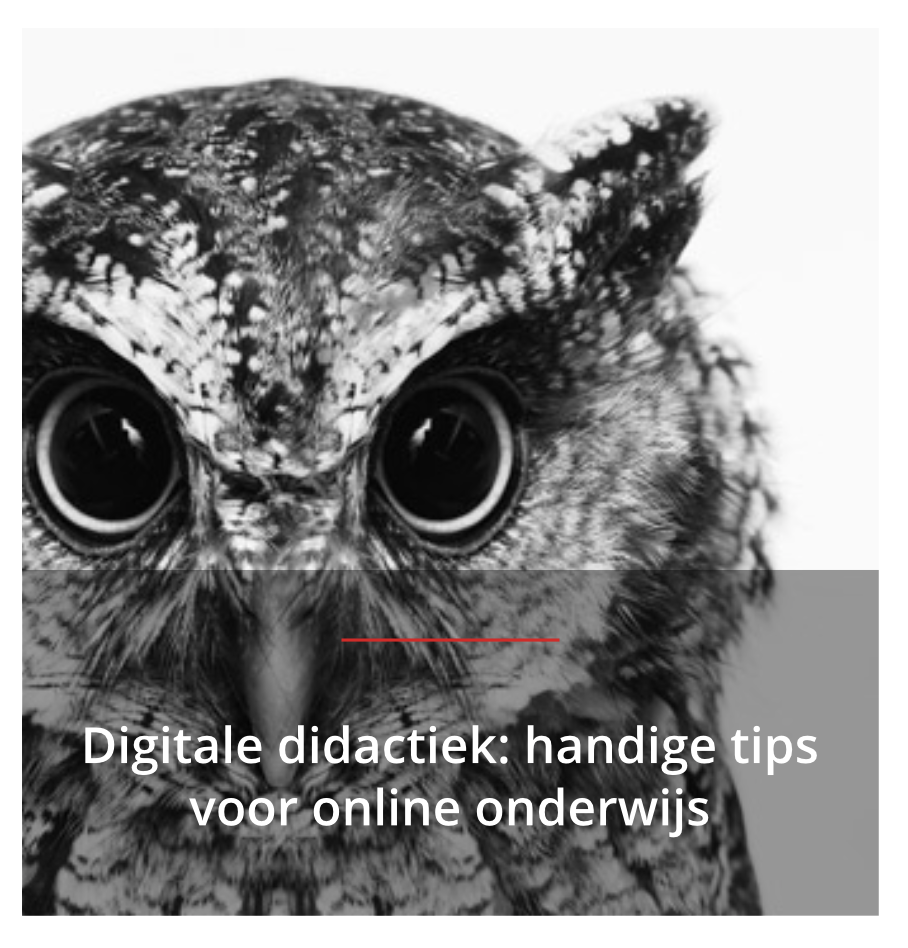 Digitale didactiek: handige tips
voor online onderwijs